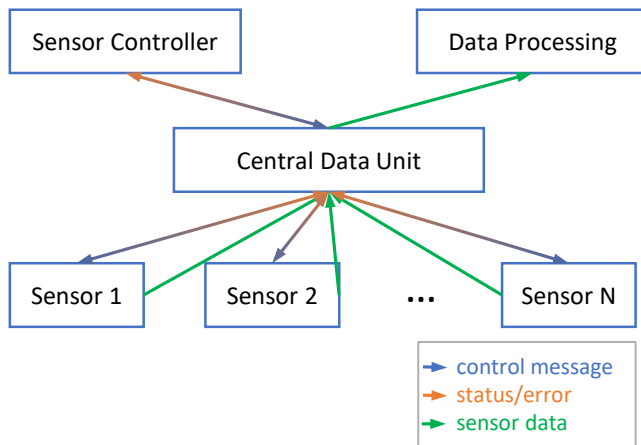 Sensor Controller
Data Processing
Central Data Unit
Sensor 1
Sensor 2
...
Sensor N
control message
status/error
sensor data